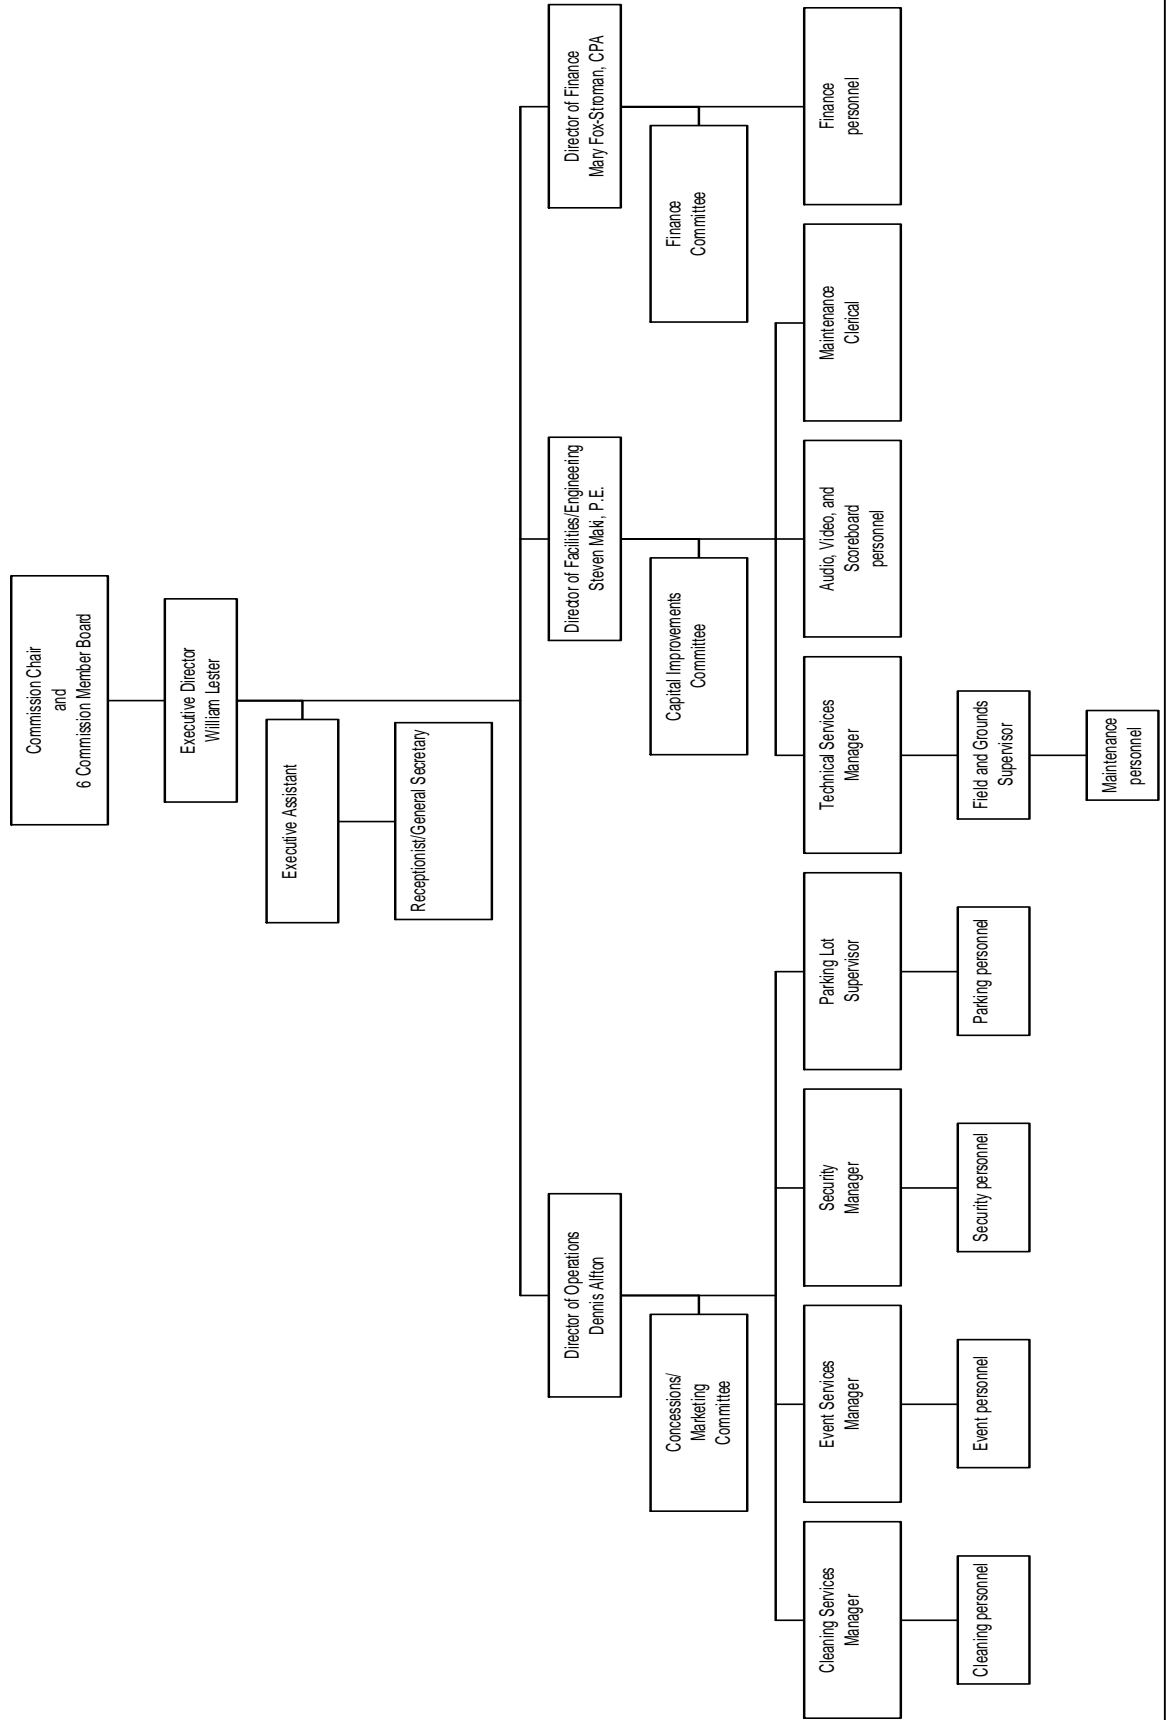 Commission Chair
and
6 Commission Member Board
Executive Director
William Lester
Executive Assistant
Receptionist/General Secretary
Director of Operations
Dennis Alfton
Director of Facilities/Engineering
Steven Maki, P.E.
Director of Finance
Mary Fox-Stroman, CPA
Concessions/
Marketing
Committee
Capital Improvements
Committee
Finance
Committee
Cleaning Services
Manager
Event Services
Manager
Security
Manager
Parking Lot
Supervisor
Technical Services
Manager
Audio, Video, and
Scoreboard
personnel
Maintenance
Clerical
Finance
personnel
Cleaning personnel
Event personnel
Security personnel
Parking personnel
Field and Grounds
Supervisor
Maintenance
personnel